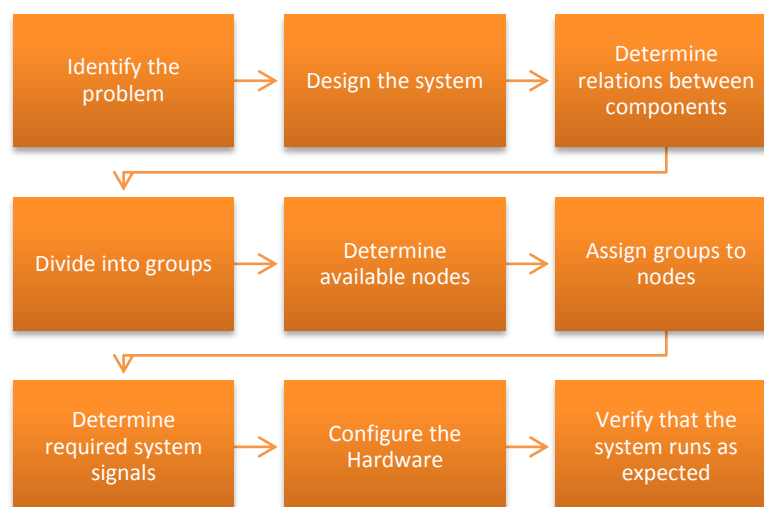 Identify the
problem
Design the system
Determine
relations between
components
Divide into groups
Determine
available nodes
Assign groups to
nodes
Determine
required system
signals
Configure the
Hardware
Verify that the
system runs as
expected